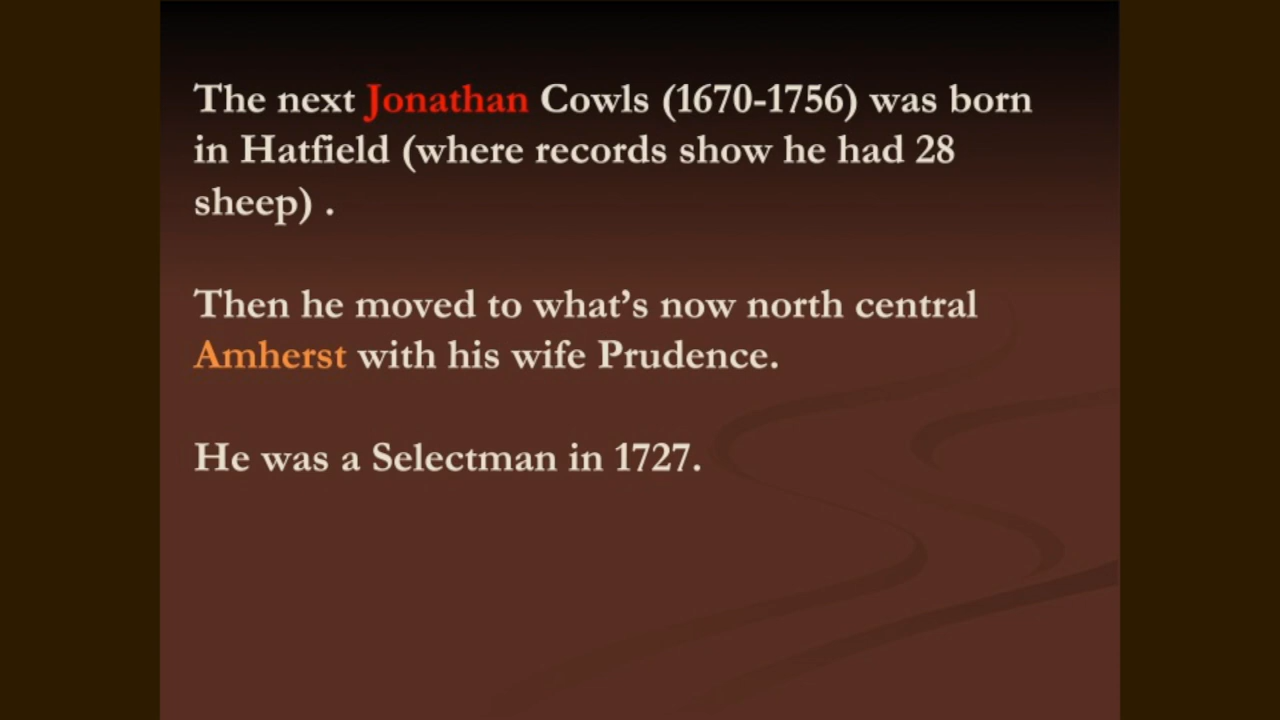 The next Jonathan Cowls (1670-1756) was born
in Hatfield (where records show he had 28
sheep) .
Then he moved to what’s now north central
Amherst with his wife Prudence.
He was a Selectman in 1727.